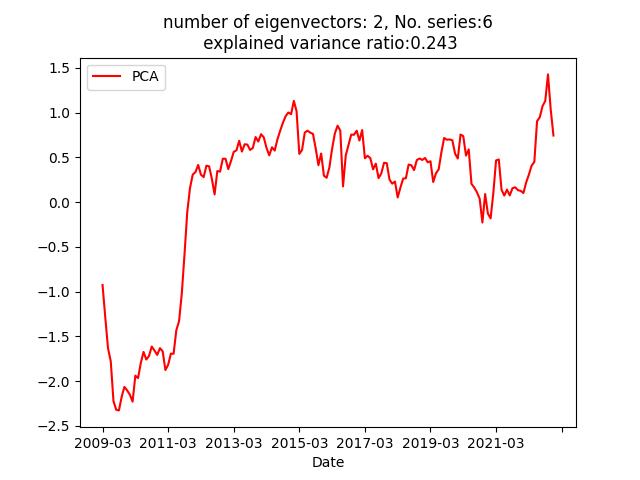 number of eigenvectors: 2, No. series:6
explained variance ratio:0.243
PCA
1.5
1.0
0.5
0.0
−0.5
−1.0
−1.5
−2.0
−2.5
2009-03 2011-03 2013-03 2015-03 2017-03 2019-03 2021-03
Date